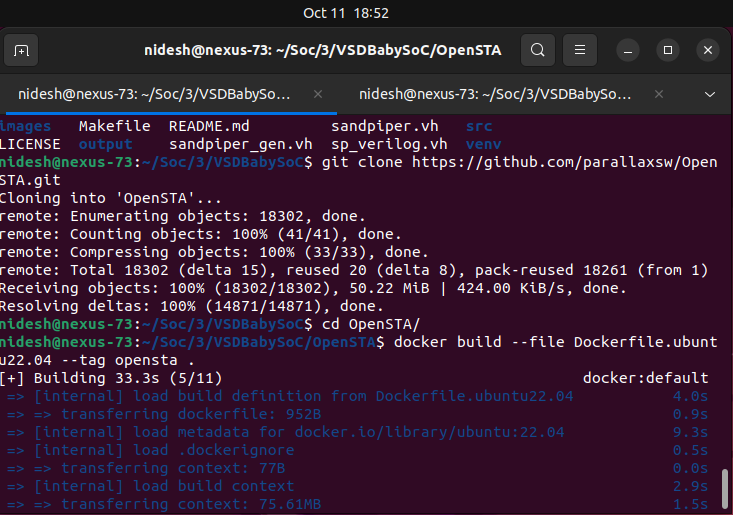 Oct 11 18:52
nidesh@nexus-73: ~/Soc/3/VSDBabySoC/OpenSTA
nidesh@nexus-73: ~/Soc/3/VSDBabySo... × nidesh@nexus-73: ~/Soc/3/VSDBabySo... ×
images Makefile README.md sandpiper.vh src
LICENSE output sandpiper_gen.vh sp_verilog.vh venv
nidesh@nexus-73:~/Soc/3/VSDBabySoC$ git clone https://github.com/parallaxsw/Open
STA.git
Cloning into 'OpenSTA'...
remote: Enumerating objects: 18302, done.
remote: Counting objects: 100% (41/41), done.
remote: Compressing objects: 100% (33/33), done.
remote: Total 18302 (delta 15), reused 20 (delta 8), pack-reused 18261 (from 1)
Receiving objects: 100% (18302/18302), 50.22 MiB | 424.00 KiB/s, done.
Resolving deltas: 100% (14871/14871), done.
nidesh@nexus-73:~/Soc/3/VSDBabySoC$ cd OpenSTA/
nidesh@nexus-73:~/Soc/3/VSDBabySoC/OpenSTA$ docker build --file Dockerfile.ubunt
u22.04 --tag opensta .
[+] Building 33.3s (5/11) docker:default
=> [internal] load build definition from Dockerfile.ubuntu22.04 4.0s
=> => transferring dockerfile: 952B 0.9s
=> [internal] load metadata for docker.io/library/ubuntu:22.04 9.3s
=> [internal] load .dockerignore 0.5s
=> => transferring context: 77B 0.0s
=> [internal] load build context 2.9s
=> => transferring context: 75.61MB 1.5s